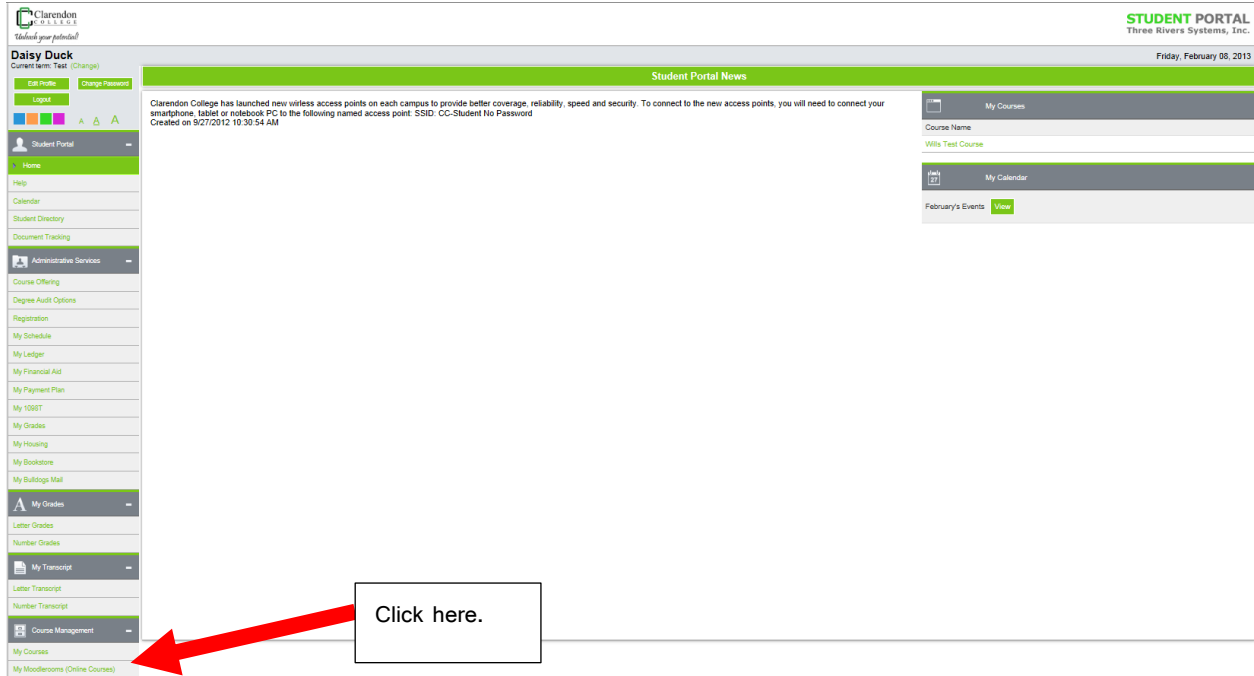 Clarendon
COLLEGE
Unleash your potential!
STUDENT PORTAL
Three Rivers Systems, Inc.
Daisy Duck
Current term: Test (Change)
Friday, February 08, 2013
Edit Profile
Change Password
Logout
A A A
Student Portal News
Clarendon College has launched new wirless access points on each campus to provide better coverage, reliability, speed and security. To connect to the new access points, you will need to connect your
smartphone, tablet or notebook PC to the following named access point: SSID: CC-Student No Password
Created on 9/27/2012 10:30:54 AM
My Courses
Course Name
Wills Test Course
27
My Calendar
February's Events View
Student Portal
Home
Help
Calendar
Student Directory
Document Tracking
Administrative Services
Course Offering
Degree Audit Options
Registration
My Schedule
My Ledger
My Financial Aid
My Payment Plan
My 1098T
My Grades
My Housing
My Bookstore
My Bulldogs Mail
A My Grades
Letter Grades
Number Grades
My Transcript
Letter Transcript
Number Transcript
Course Management
My Courses
My Moodlerooms (Online Courses)
Click here.